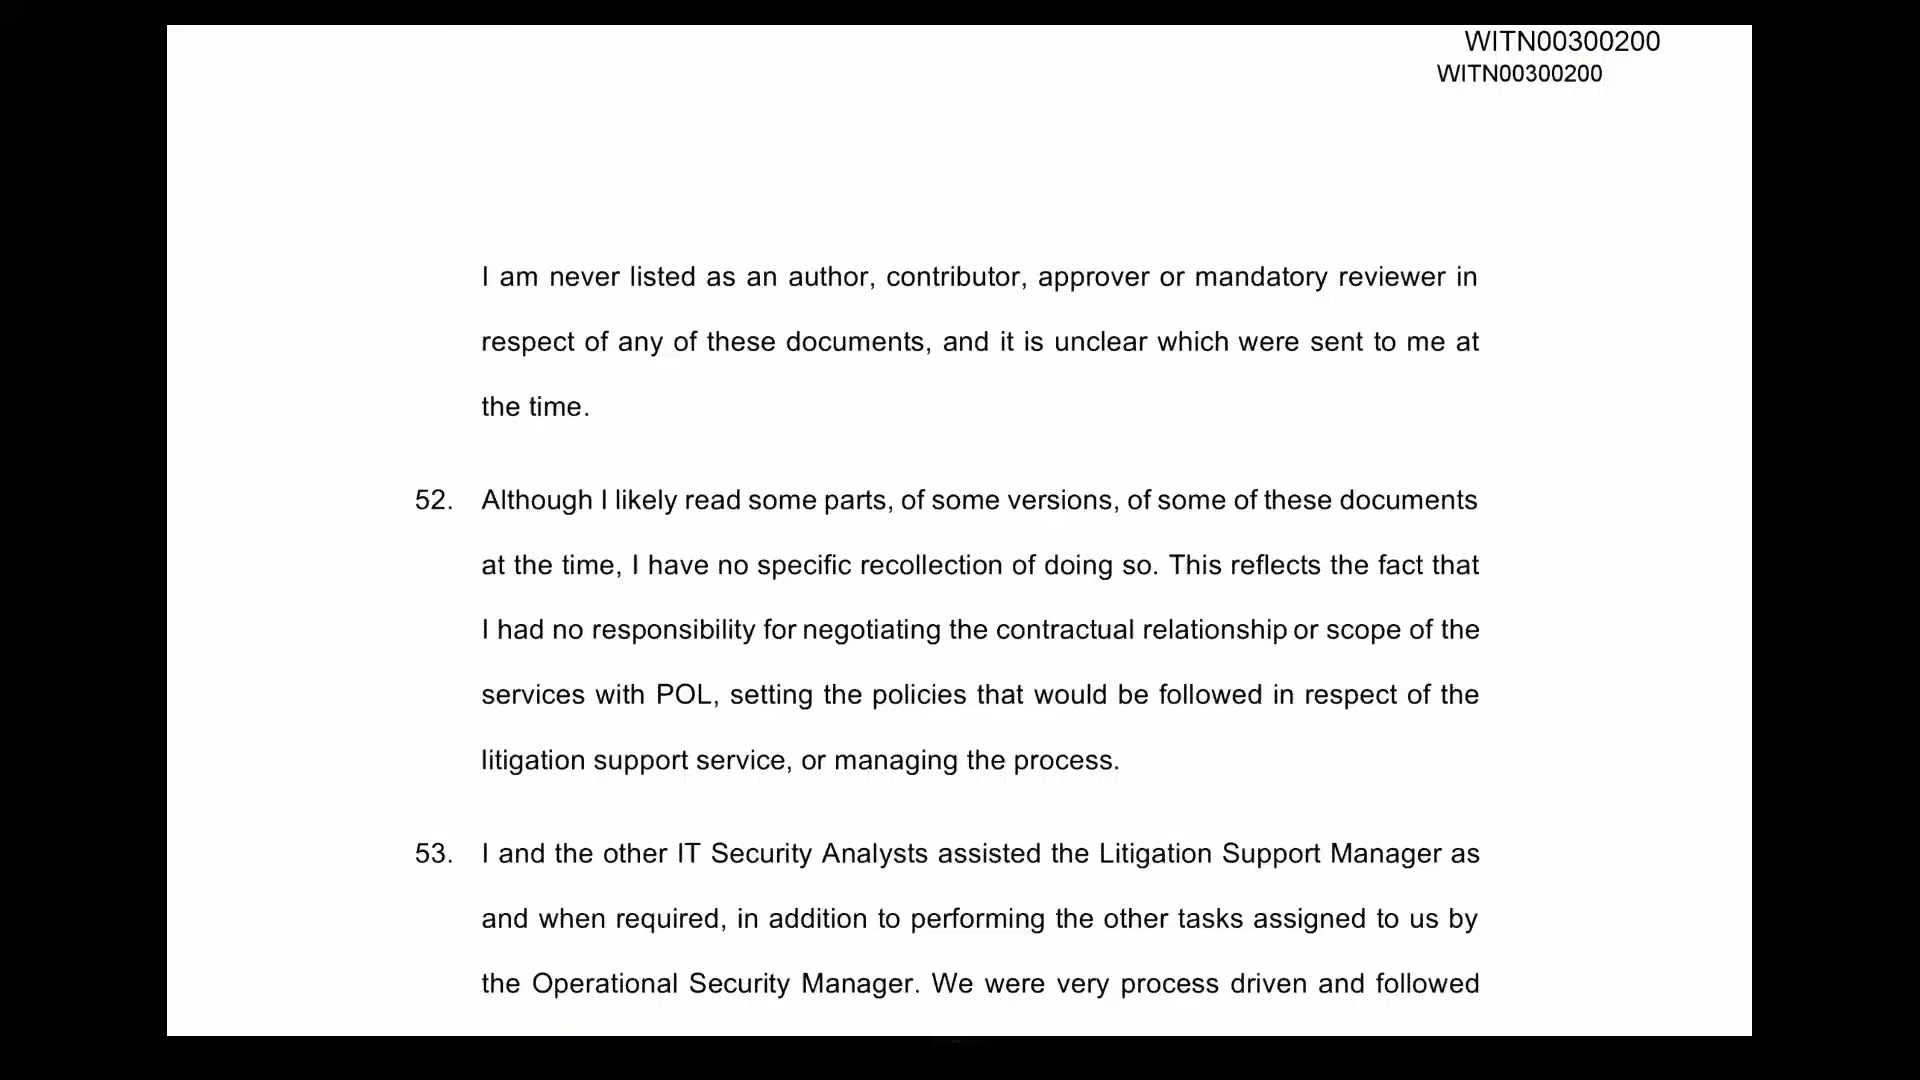 WITN00300200
WITN00300200
I am never listed as an author, contributor, approver or mandatory reviewer in
respect of any of these documents, and it is unclear which were sent to me at
the time.
52. Although I likely read some parts, of some versions, of some of these documents
at the time, I have no specific recollection of doing so. This reflects the fact that
I had no responsibility for negotiating the contractual relationship or scope of the
services with POL, setting the policies that would be followed in respect of the
litigation support service, or managing the process.
53. I and the other IT Security Analysts assisted the Litigation Support Manager as
and when required, in addition to performing the other tasks assigned to us by
the Operational Security Manager. We were very process driven and followed